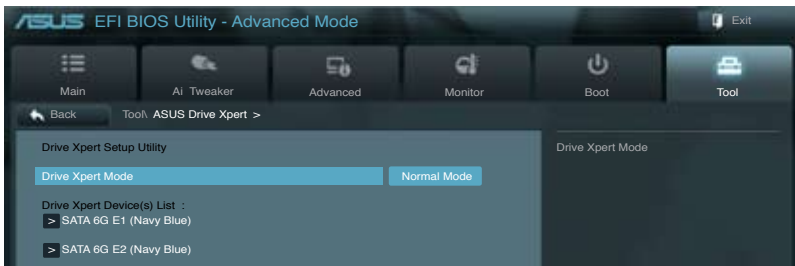 ASUS EFI BIOS Utility - Advanced Mode Exit
Main Ai Tweaker Advanced Monitor Boot Tool
Back Tool\ ASUS Drive Xpert >
Drive Xpert Setup Utility Drive Xpert Mode
Drive Xpert Mode Normal Mode
Drive Xpert Device(s) List :
> SATA 6G E1 (Navy Blue)
> SATA 6G E2 (Navy Blue)